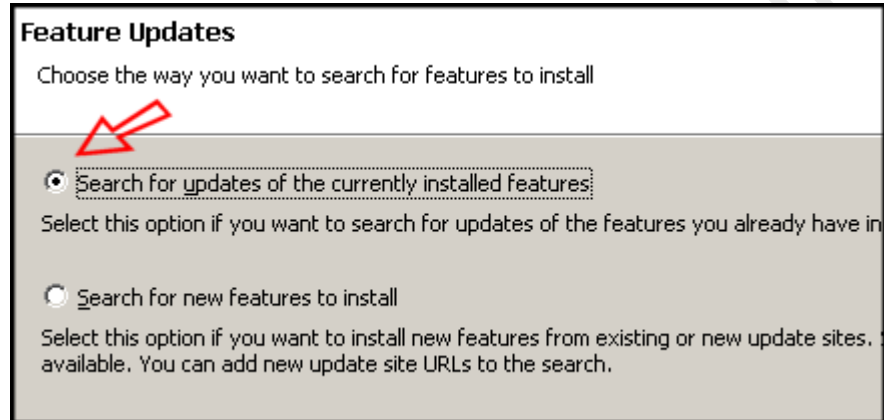 Feature Updates
Choose the way you want to search for features to install
Search for updates of the currently installed features
Select this option if you want to search for updates of the features you already have in
Search for new features to install
Select this option if you want to install new features from existing or new update sites.
available. You can add new update site URLs to the search.